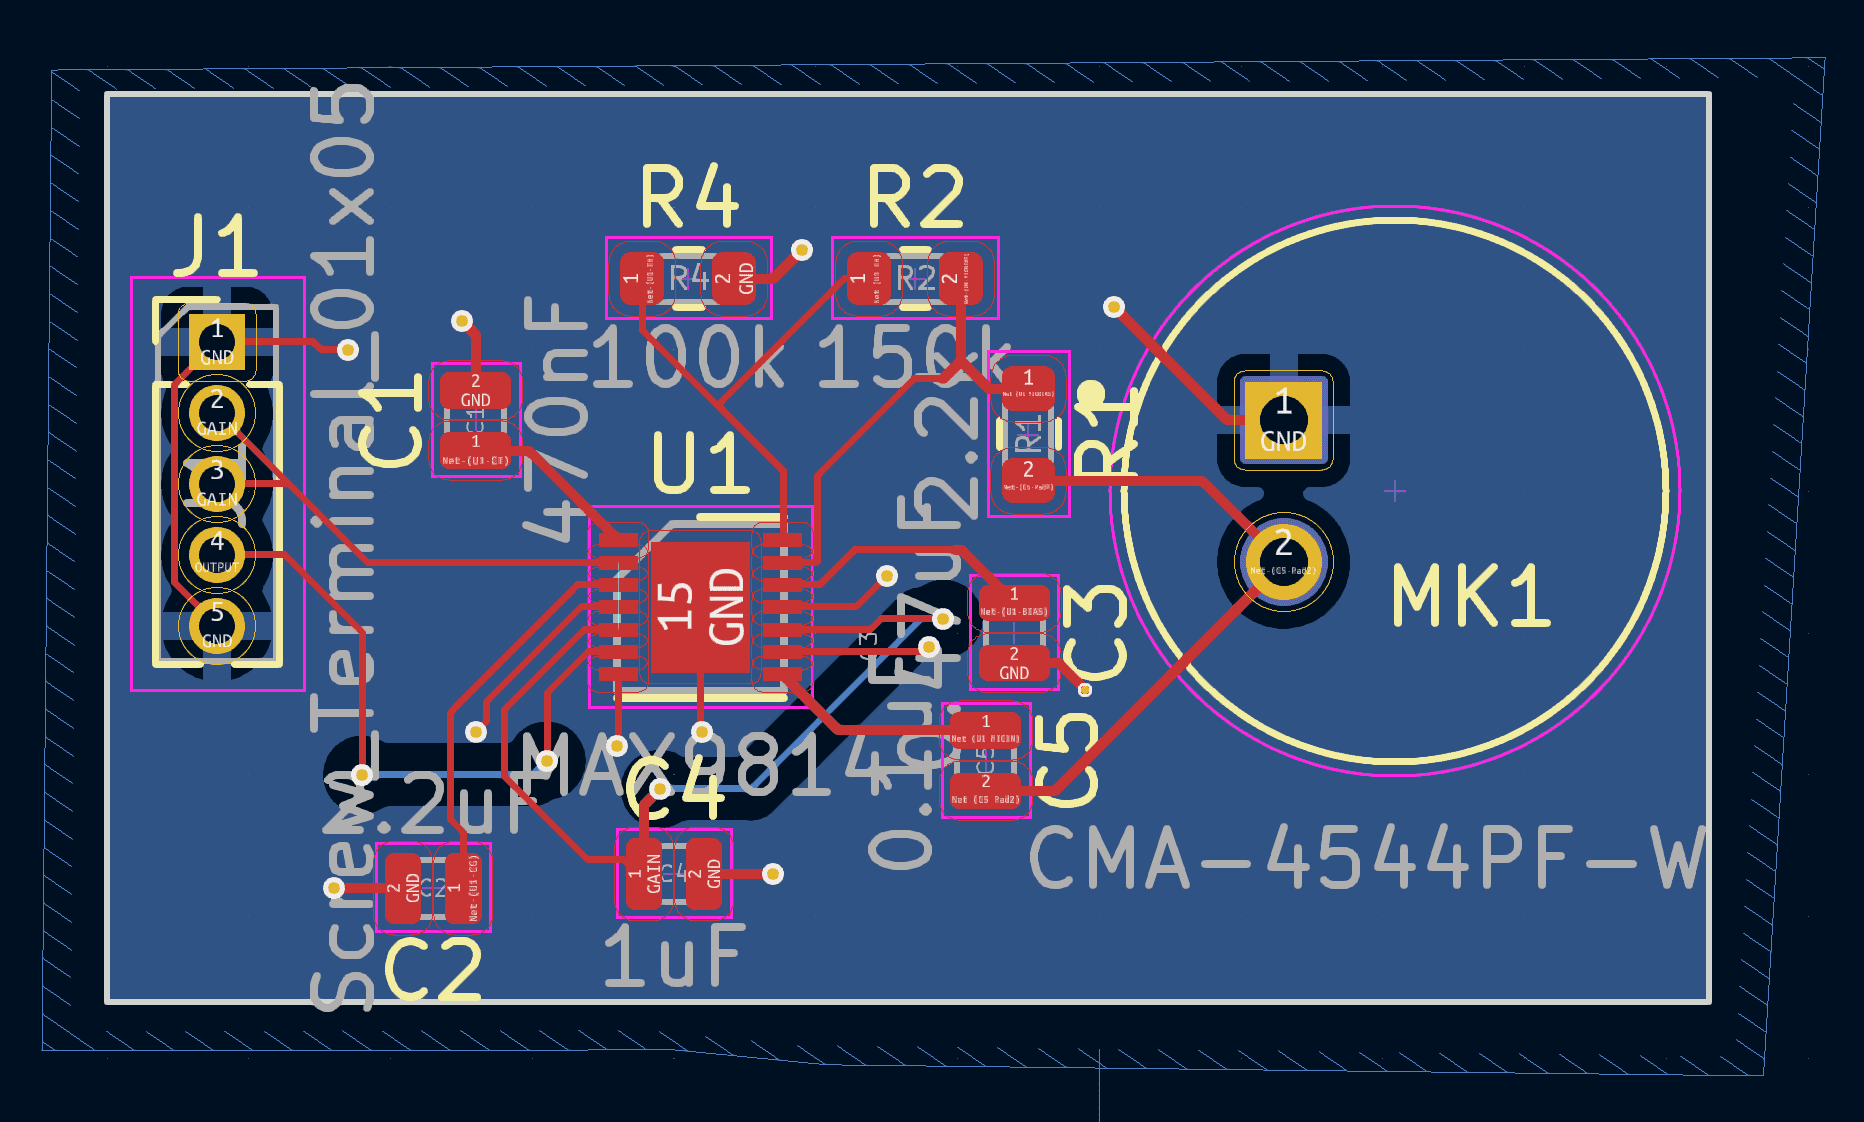 R4
R2
J1
Screw_Terminal_01x05
1
GND
2
GAIN
3
GAIN
4
OUTPUT
5
GND
1
R4
2
GND
1
R2
2
100k
150k
C1
2
GND
1
Net-(U1-CT)
470nF
U1
15
GND
MAX9814
1
R1
2
R1
2.2k
1
GND
2
Net-(C5-Pad2)
MK1
CMA-4544PF-W
1
Net-(U1-BIAS)
2
GND
C3
1
Net-(U1-MICIN)
C5
2
Net-(C5-Pad2)
C5
0.1uF
C4
1
GAIN
2
GND
1uF
2
GND
C2
1
Net-(U1-CG)
C2
2.2uF